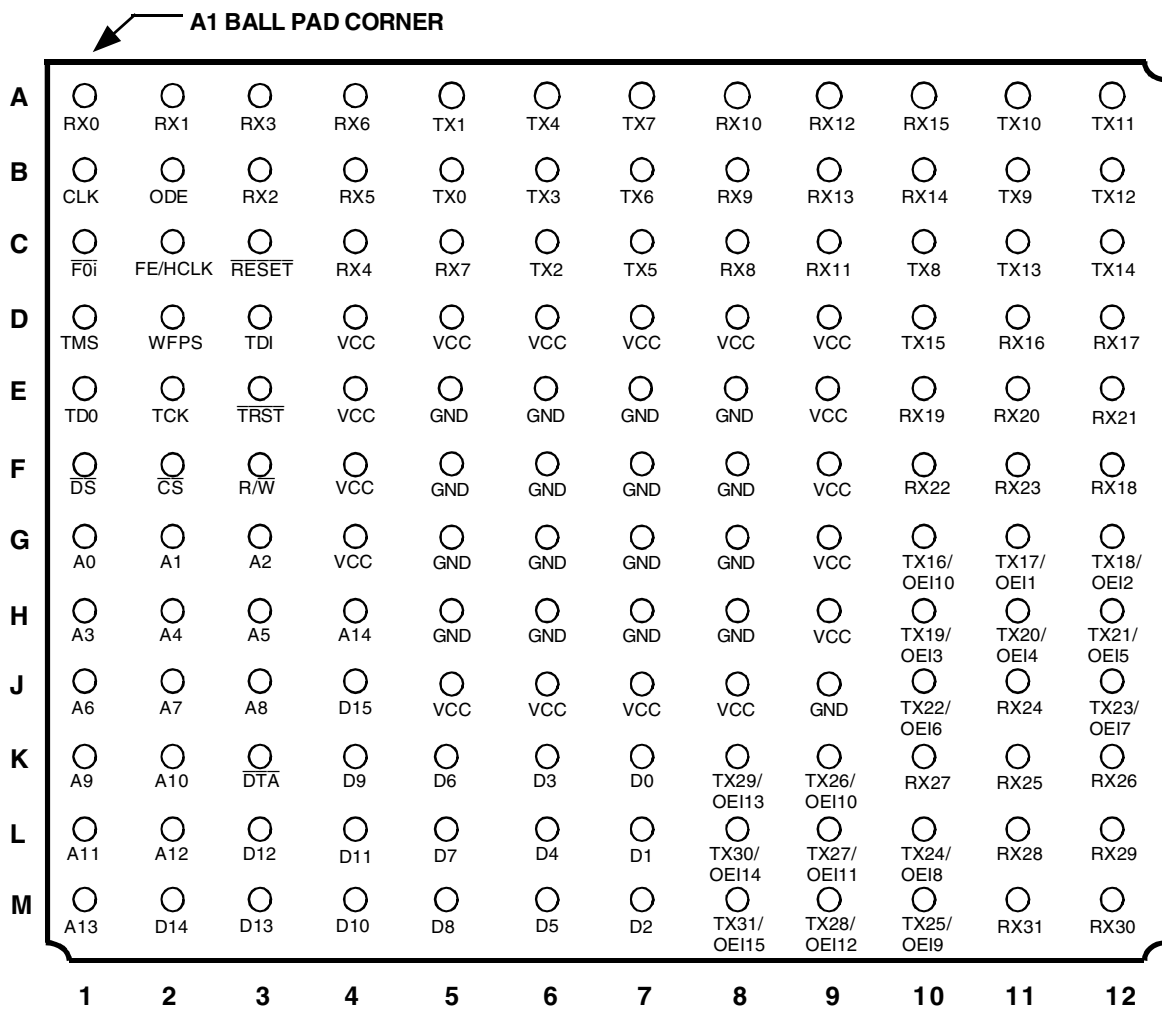 A1 BALL PAD CORNER
A
RX0 RX1 RX3 RX6 TX1 TX4 TX7 RX10 RX12 RX15 TX10 TX11
B
CLK ODE RX2 RX5 TX0 TX3 TX6 RX9 RX13 RX14 TX9 TX12
C
F0i FE/HCLK RESET RX4 RX7 TX2 TX5 RX8 RX11 TX8 TX13 TX14
D
TMS WFPS TDI VCC VCC VCC VCC VCC VCC TX15 RX16 RX17
E
TD0 TCK TRST VCC GND GND GND GND VCC RX19 RX20 RX21
F
DS CS R/W VCC GND GND GND GND VCC RX22 RX23 RX18
G
A0 A1 A2 VCC GND GND GND GND VCC TX16/ TX17/ TX18/
OEI10 OEI1 OEI2
H
A3 A4 A5 A14 GND GND GND GND VCC TX19/ TX20/ TX21/
OEI3 OEI4 OEI5
J
A6 A7 A8 D15 VCC VCC VCC VCC GND TX22/ RX24 TX23/
OEI6 OEI7
K
A9 A10 DTA D9 D6 D3 D0 TX29/ TX26/ RX27 RX25 RX26
OEI13 OEI10
L
A11 A12 D12 D11 D7 D4 D1 TX30/ TX27/ TX24/ RX28 RX29
OEI14 OEI11 OEI8
M
A13 D14 D13 D10 D8 D5 D2 TX31/ TX28/ TX25/ RX31 RX30
OEI15 OEI12 OEI9
1 2 3 4 5 6 7 8 9 10 11 12